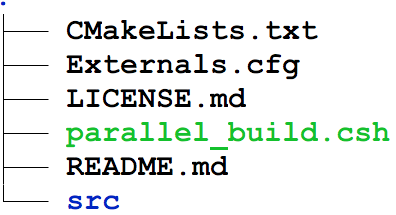 .
CMakeLists.txt
Externals.cfg
LICENSE.md
parallel_build.csh
README.md
src